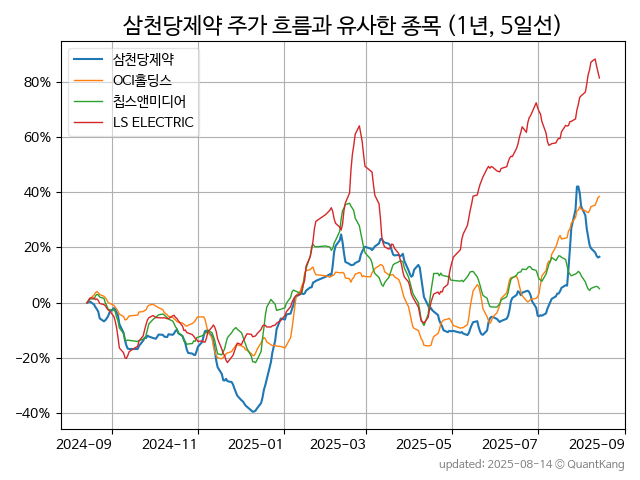 삼천당제약 주가 흐름과 유사한 종목 (1년, 5일선)
삼천당제약
OCI홀딩스
칩스앤미디어
LS ELECTRIC
80%
60%
40%
20%
0%
−20%
−40%
2024-09 2024-11 2025-01 2025-03 2025-05 2025-07 2025-09
updated: 2025-08-14 © QuantKang